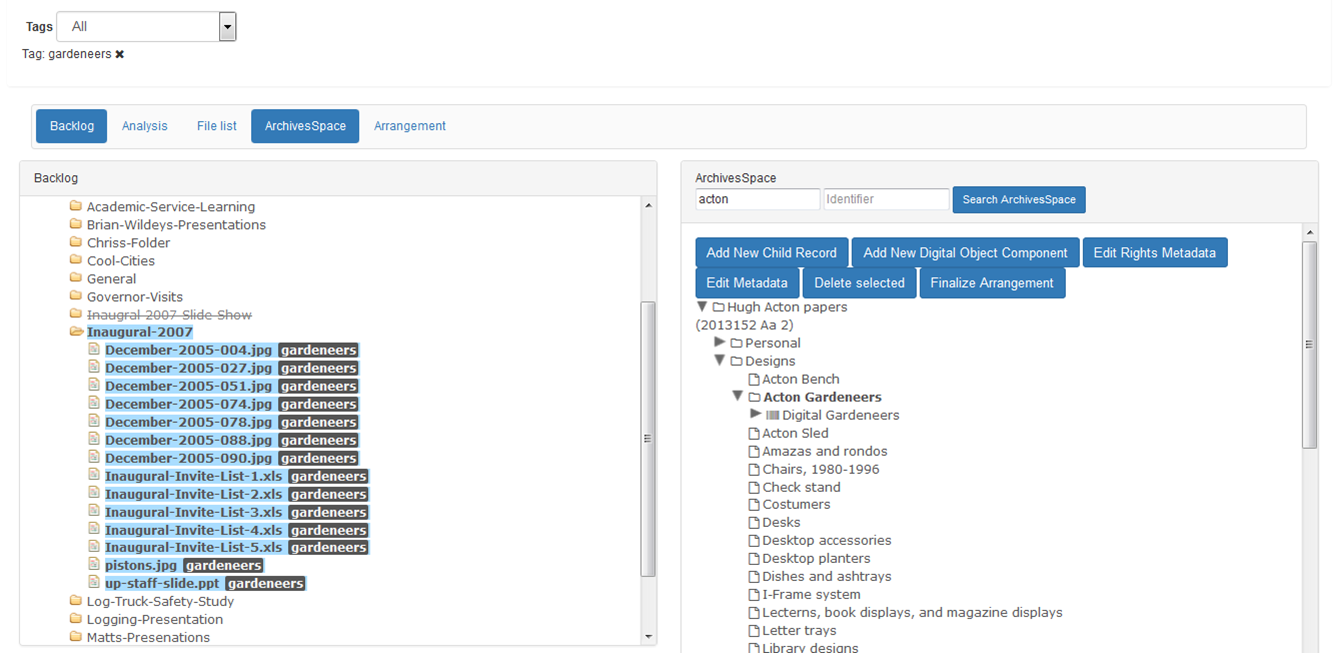 Tags All
Tag: gardeneers ✖
Backlog Analysis File list ArchivesSpace Arrangement
Backlog
Academic-Service-Learning
Brian-Wildeys-Presentations
Chriss-Folder
Cool-Cities
General
Governor-Visits
Inaugral-2007-Slide-Show
Inaugural-2007
December-2005-004.jpg gardeneers
December-2005-027.jpg gardeneers
December-2005-051.jpg gardeneers
December-2005-074.jpg gardeneers
December-2005-078.jpg gardeneers
December-2005-088.jpg gardeneers
December-2005-090.jpg gardeneers
Inaugural-Invite-List-1.xls gardeneers
Inaugural-Invite-List-2.xls gardeneers
Inaugural-Invite-List-3.xls gardeneers
Inaugural-Invite-List-4.xls gardeneers
Inaugural-Invite-List-5.xls gardeneers
pistons.jpg gardeneers
up-staff-slide.ppt gardeneers
Log-Truck-Safety-Study
Logging-Presentation
Matts-Presenations
ArchivesSpace
acton Identifier Search ArchivesSpace
Add New Child Record Add New Digital Object Component Edit Rights Metadata
Edit Metadata Delete selected Finalize Arrangement
Hugh Acton papers
(2013152 Aa 2)
Personal
Designs
Acton Bench
Acton Gardeneers
Digital Gardeneers
Acton Sled
Amazas and rondos
Chairs, 1980-1996
Check stand
Costumers
Desks
Desktop accessories
Desktop planters
Dishes and ashtrays
I-Frame system
Lecterns, book displays, and magazine displays
Letter trays
Library designs